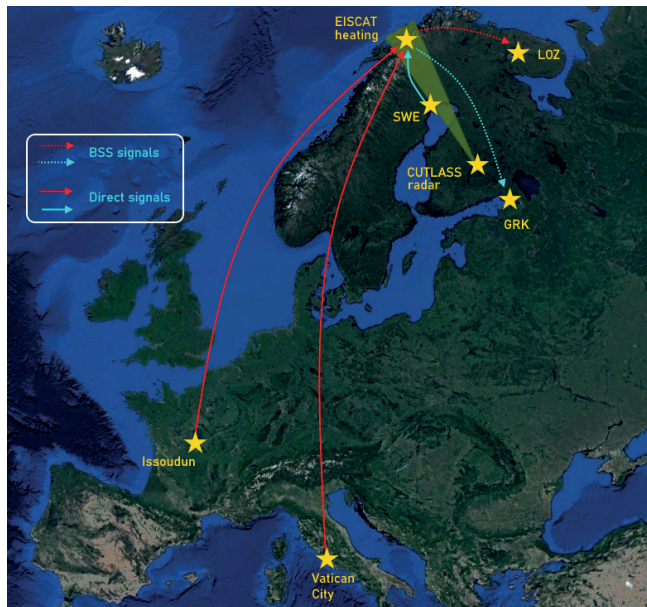 EISCAT
heating
LOZ
SWE
BSS signals
CUTLASS
radar
Direct signals
GRK
Issoudun
Vatican
City